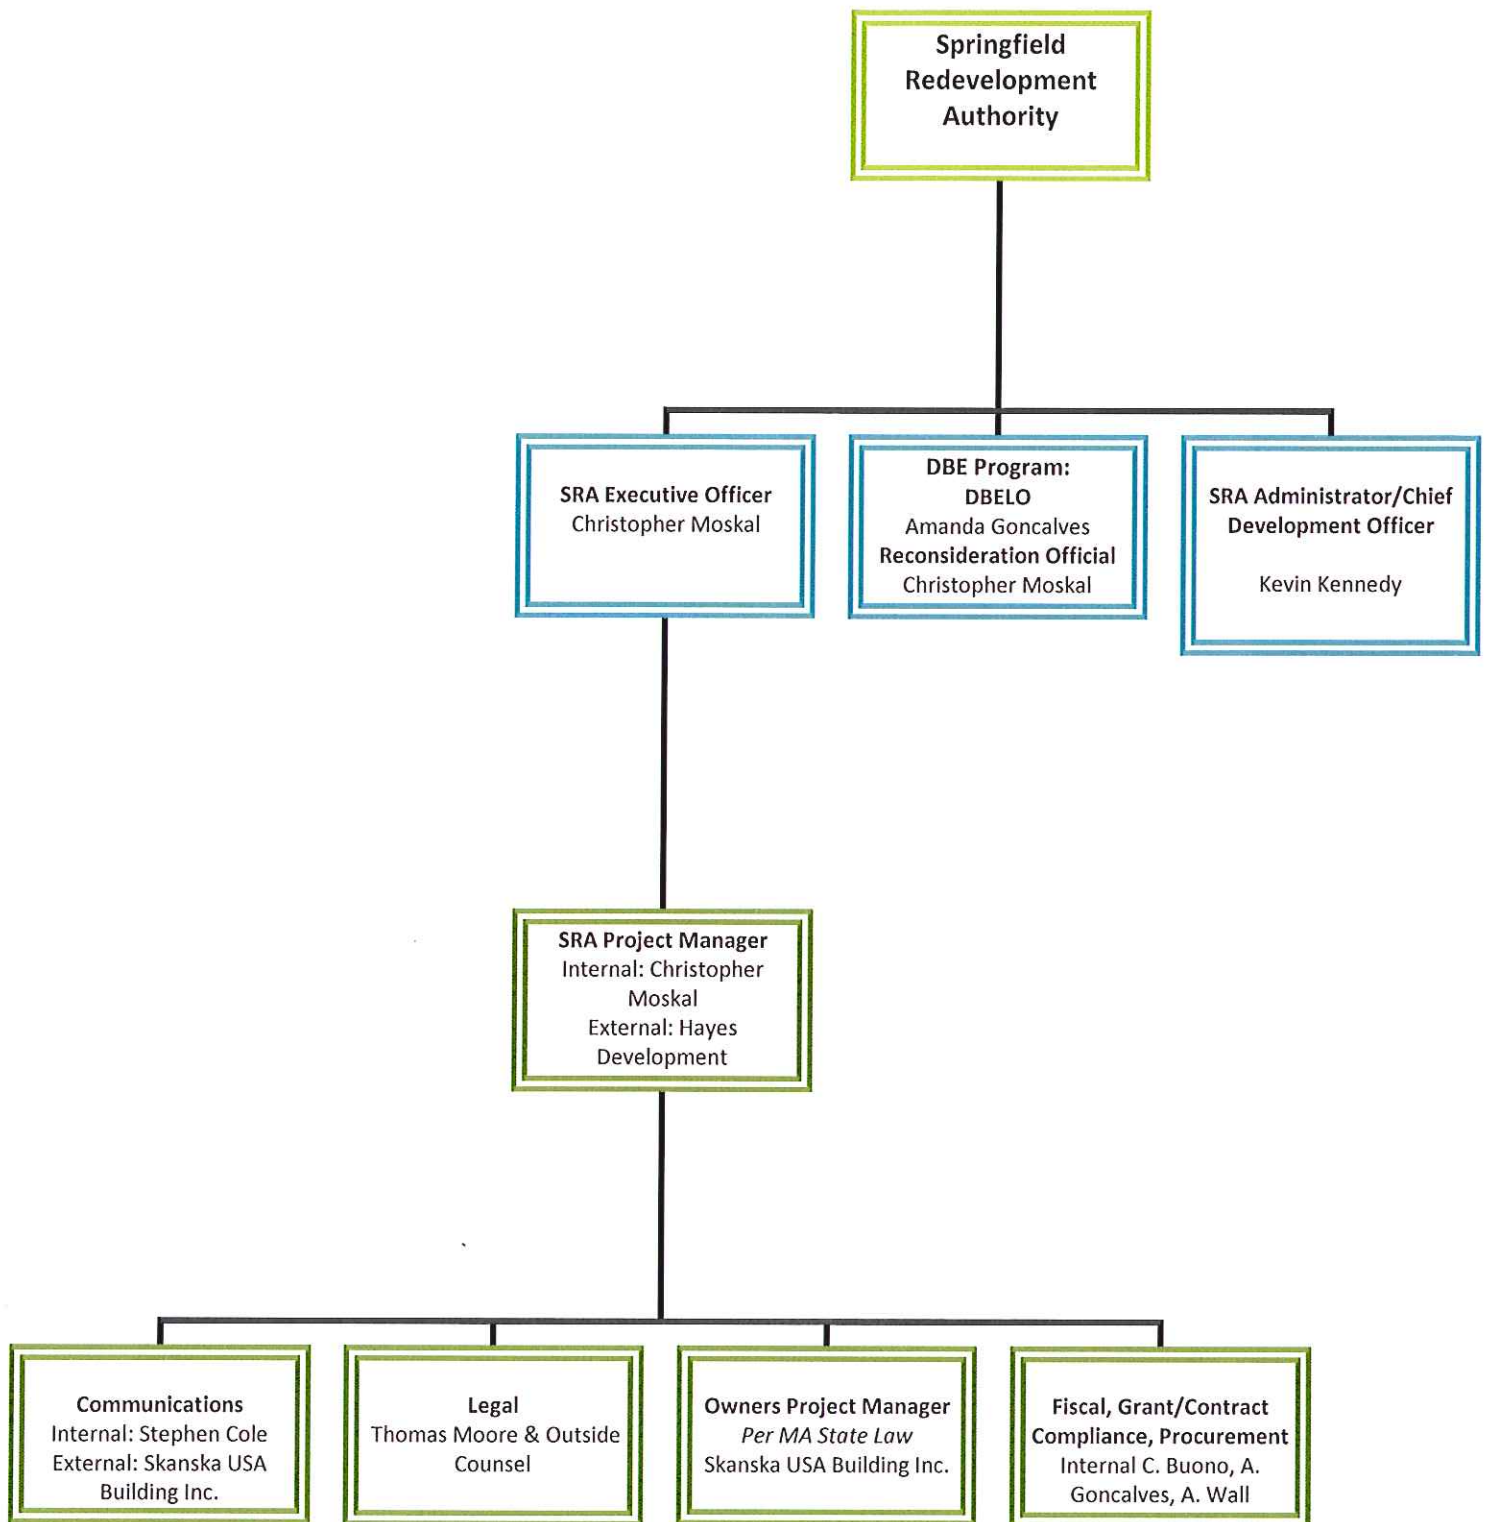 Springfield
Redevelopment
Authority
SRA Executive Officer
Christopher Moskal
DBE Program:
DBELO
Amanda Goncalves
Reconsideration Official
Christopher Moskal
SRA Administrator/Chief
Development Officer
Kevin Kennedy
SRA Project Manager
Internal: Christopher
Moskal
External: Hayes
Development
Communications
Internal: Stephen Cole
External: Skanska USA
Building Inc.
Legal
Thomas Moore & Outside
Counsel
Owners Project Manager
Per MA State Law
Skanska USA Building Inc.
Fiscal, Grant/Contract
Compliance, Procurement
Internal C. Buono, A.
Goncalves, A. Wall